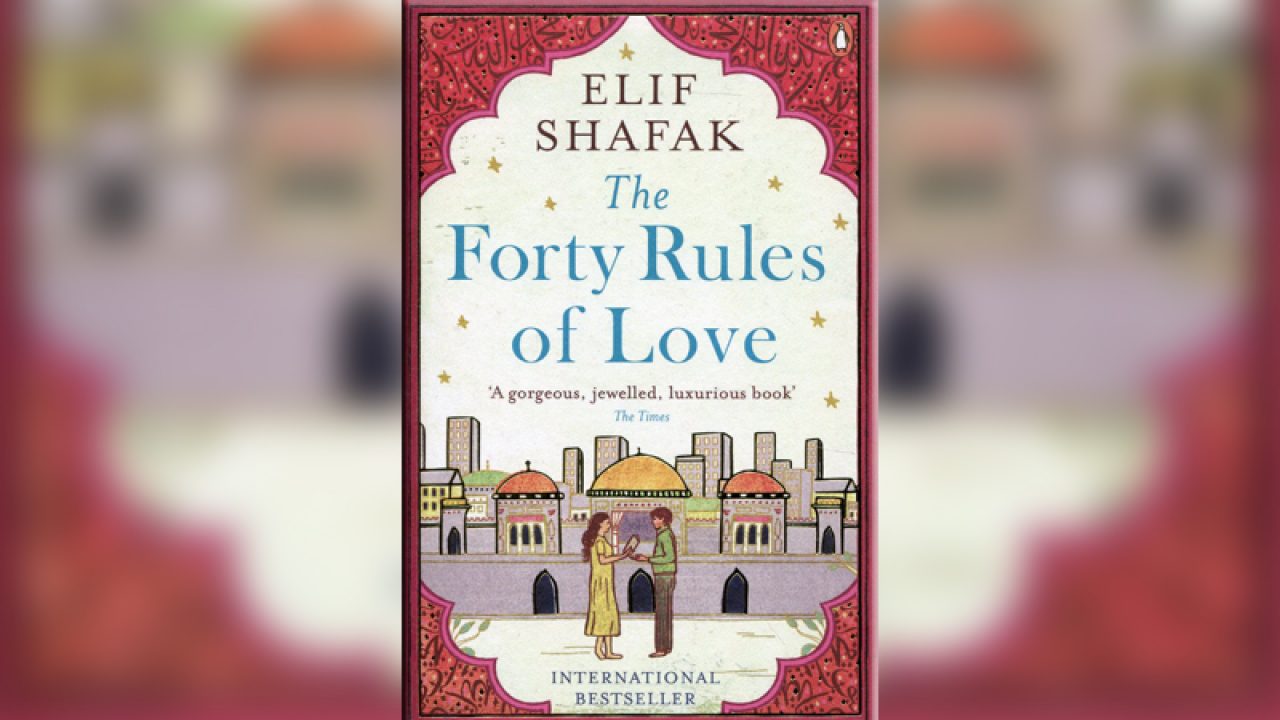 ELIF
SHAFAK
The
Forty Rules
of Love
‘A gorgeous, jewelled, luxurious book’
The Times
INTERNATIONAL
BESTSELLER